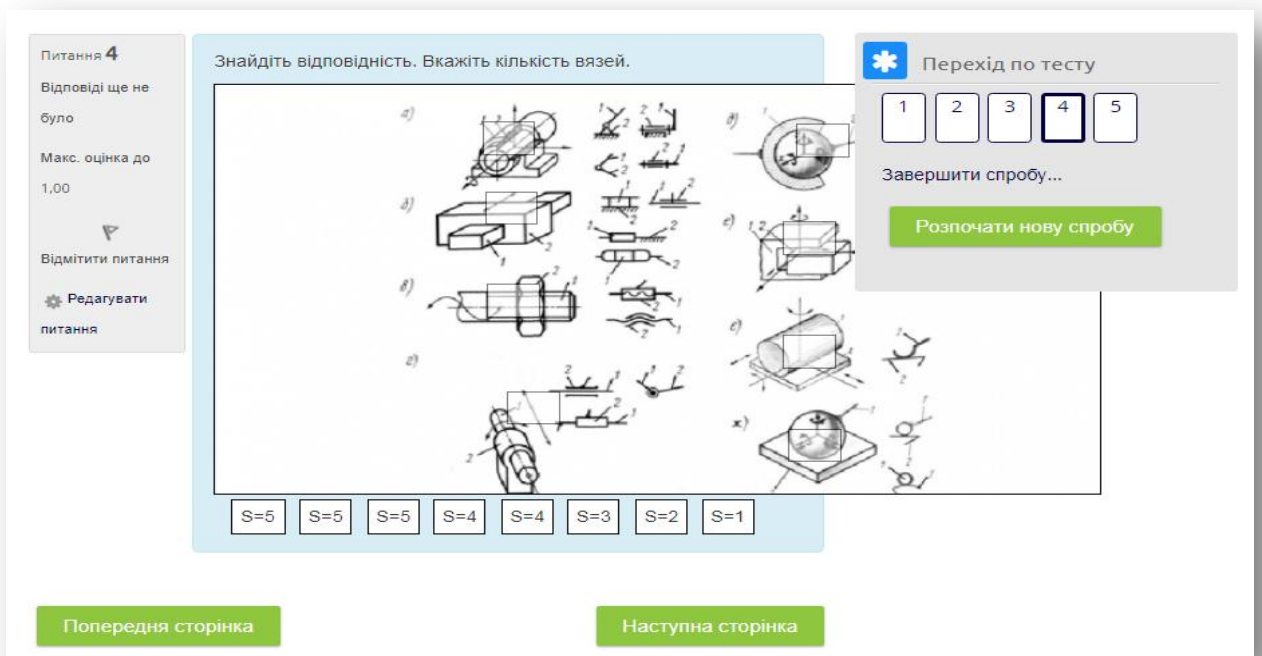 Питання 4
Відповіді ще не
було
Макс. оцінка до
1,00
Відмітити питання
Редагувати
питання
Знайдіть відповідність. Вкажіть кількість вязей.
а)
б)
в)
г)
д)
е)
є)
ж)
S=5
S=5
S=5
S=4
S=4
S=3
S=2
S=1
Перехід по тесту
1
2
3
4
5
Завершити спробу...
Розпочати нову спробу
Попередня сторінка
Наступна сторінка